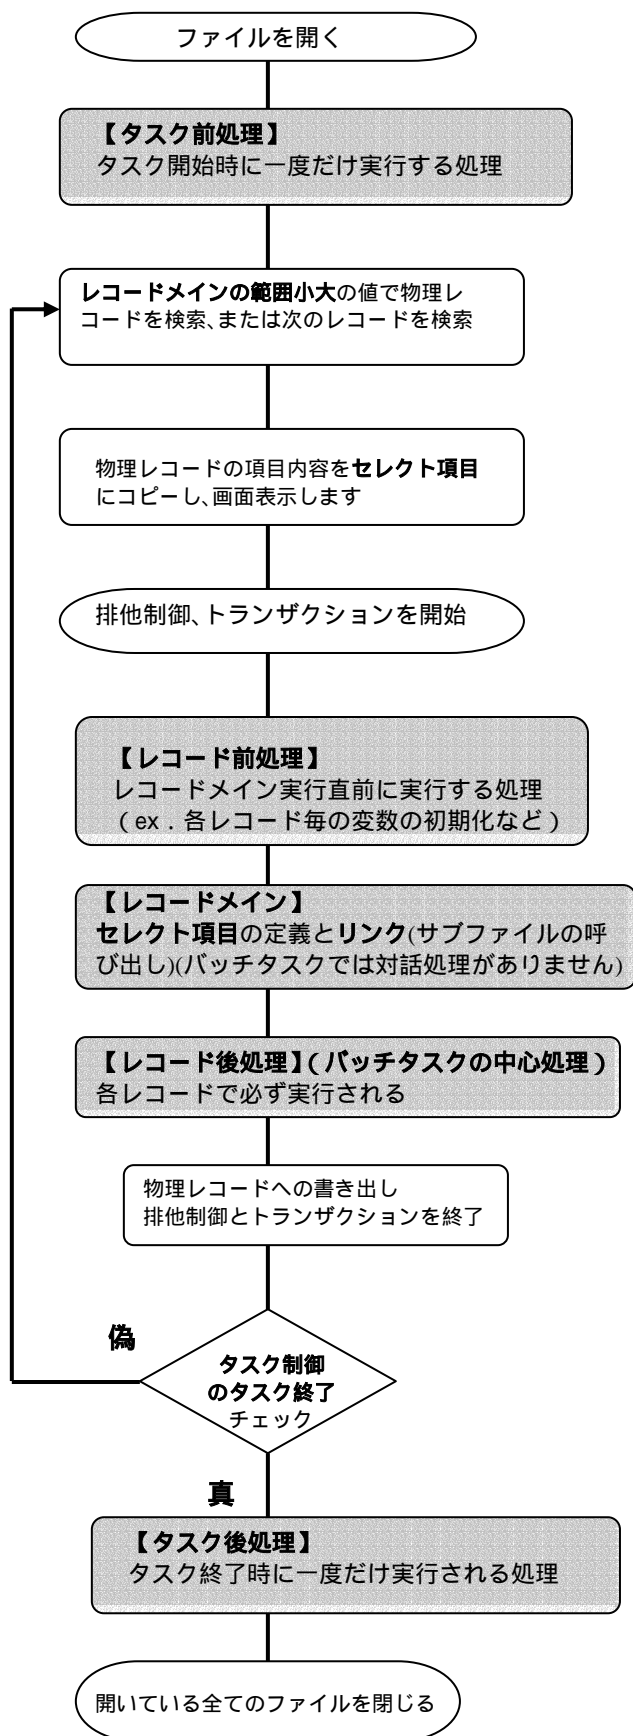 ファイルを開く
【タスク前処理】
タスク開始時に一度だけ実行する処理
レコードメインの範囲小大の値で物理レ
コードを検索、または次のレコードを検索
物理レコードの項目内容をセレクト項目
にコピーし、画面表示します
排他制御、トランザクションを開始
【レコード前処理】
レコードメイン実行直前に実行する処理
（ex．各レコード毎の変数の初期化など）
【レコードメイン】
セレクト項目の定義とリンク(サブファイルの呼
び出し)(バッチタスクでは対話処理がありません)
【レコード後処理】（バッチタスクの中心処理）
各レコードで必ず実行される
物理レコードへの書き出し
排他制御とトランザクションを終了
偽
タスク制御
のタスク終了
チェック
真
【タスク後処理】
タスク終了時に一度だけ実行される処理
開いている全てのファイルを閉じる